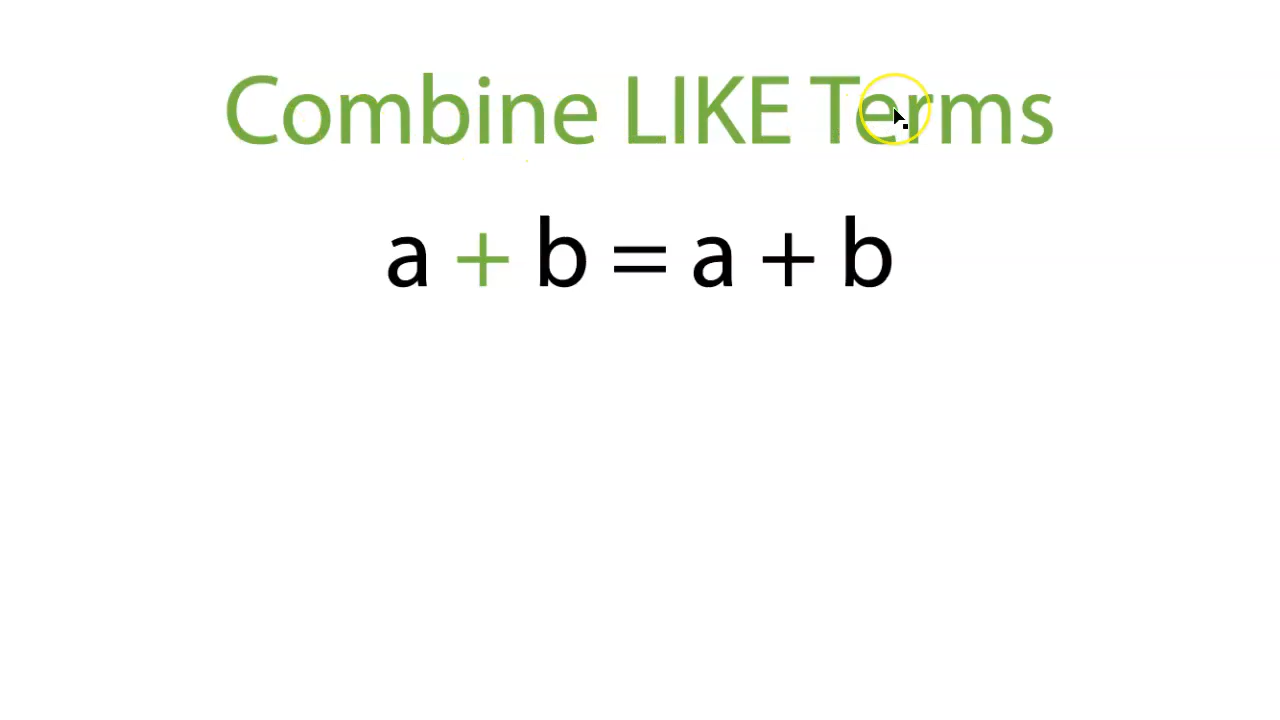 Combine LIKE Terms
a + b = a + b